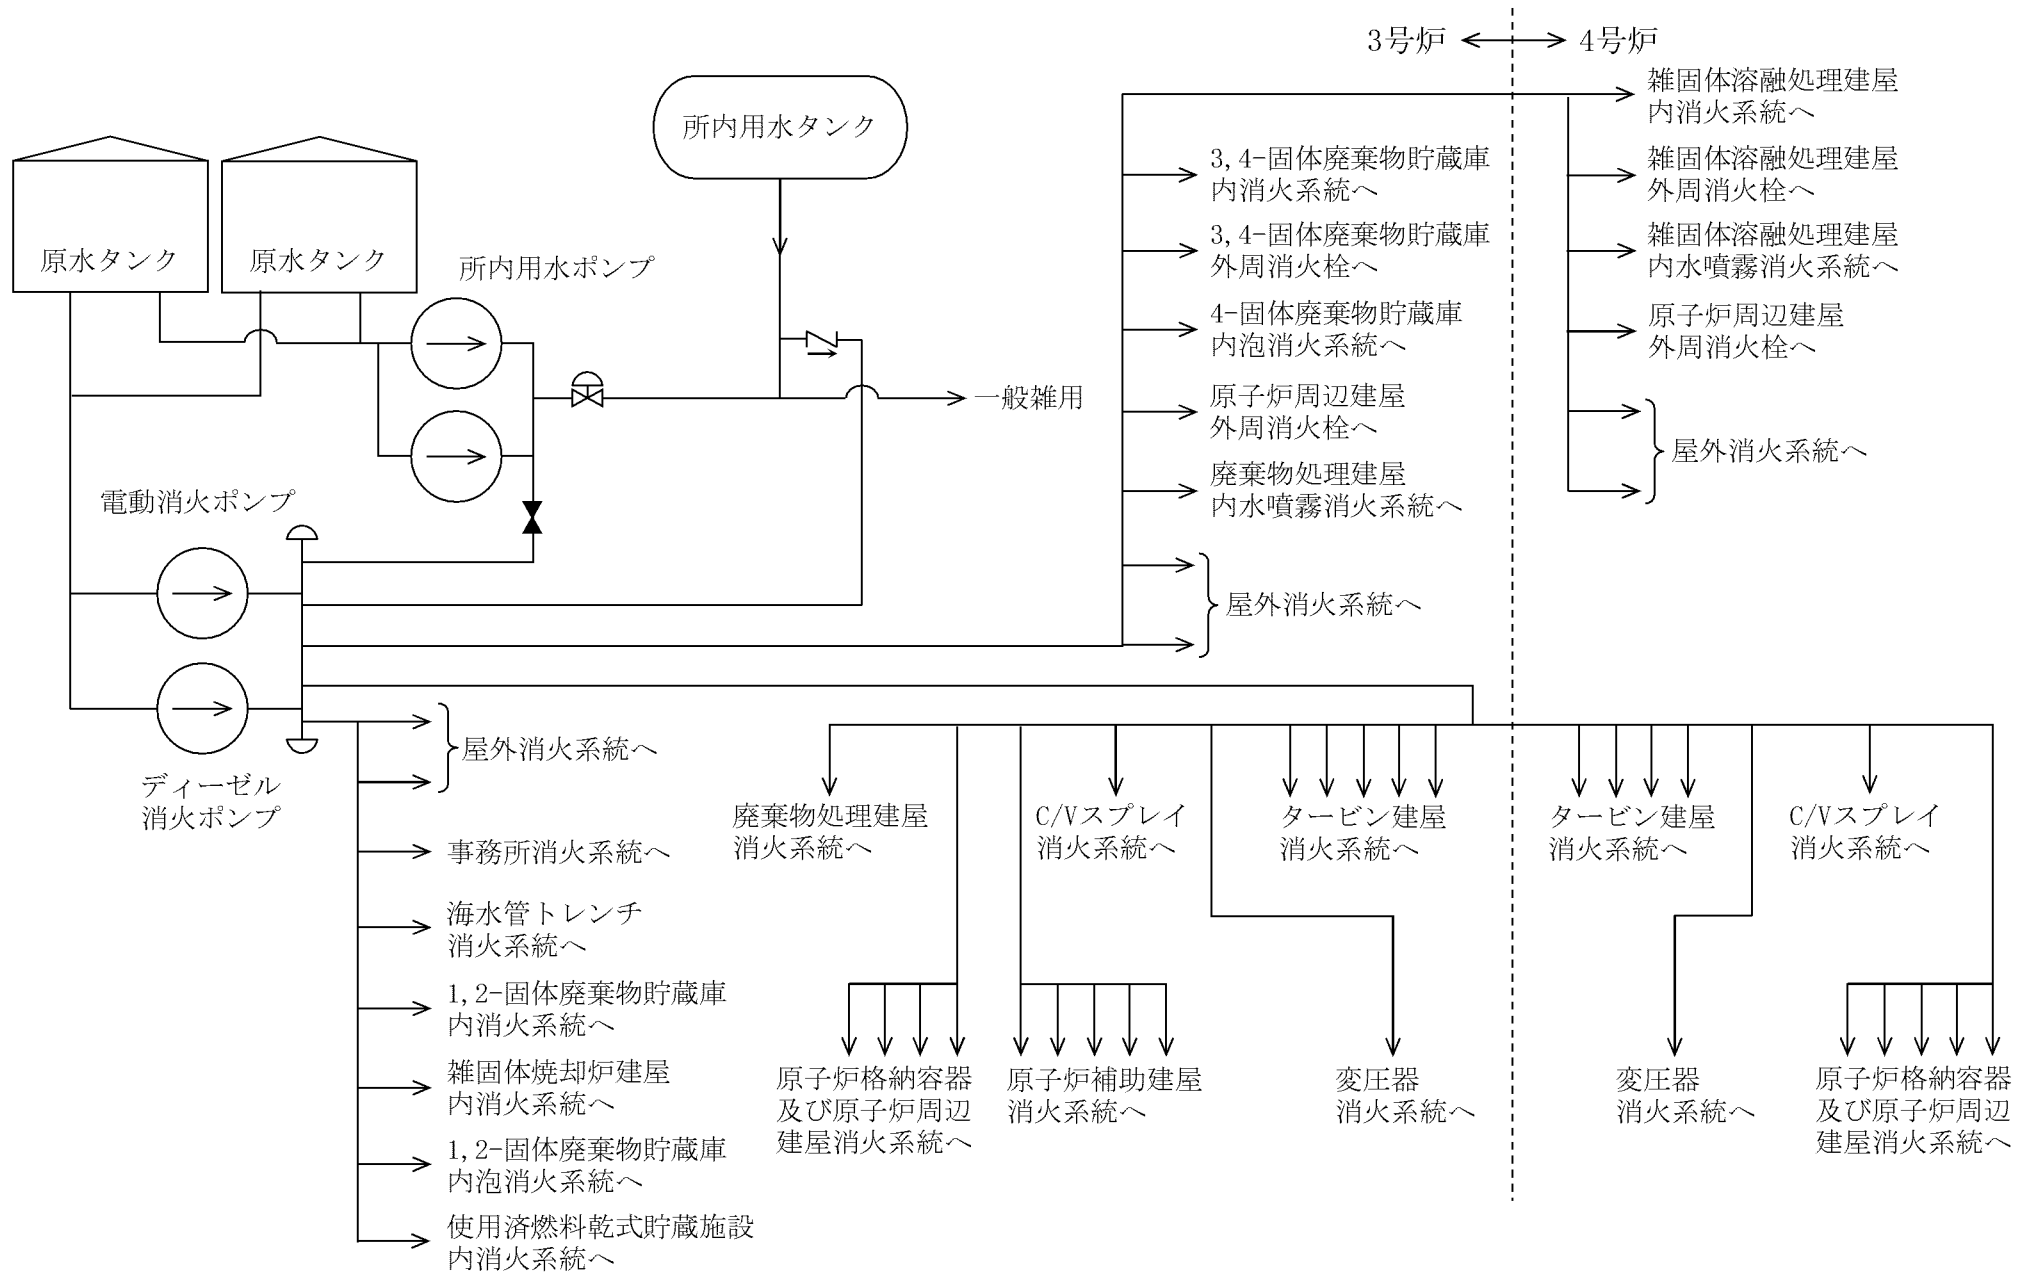 3号炉
4号炉
原水タンク
原水タンク
所内用水ポンプ
所内用水タンク
一般雑用
電動消火ポンプ
ディーゼル
消火ポンプ
3,4-固体廃棄物貯蔵庫
内消火系統へ
3,4-固体廃棄物貯蔵庫
外周消火栓へ
4-固体廃棄物貯蔵庫
内泡消火系統へ
原子炉周辺建屋
外周消火栓へ
廃棄物処理建屋
内水噴霧消火系統へ
屋外消火系統へ
雑固体溶融処理建屋
内消火系統へ
雑固体溶融処理建屋
外周消火栓へ
雑固体溶融処理建屋
内水噴霧消火系統へ
原子炉周辺建屋
外周消火栓へ
屋外消火系統へ
屋外消火系統へ
事務所消火系統へ
海水管トレンチ
消火系統へ
1,2-固体廃棄物貯蔵庫
内消火系統へ
雑固体焼却炉建屋
内消火系統へ
1,2-固体廃棄物貯蔵庫
内泡消火系統へ
使用済燃料乾式貯蔵施設
内消火系統へ
廃棄物処理建屋
消火系統へ
C/Vスプレイ
消火系統へ
タービン建屋
消火系統へ
タービン建屋
消火系統へ
C/Vスプレイ
消火系統へ
原子炉格納容器
及び原子炉周辺
建屋消火系統へ
原子炉補助建屋
消火系統へ
変圧器
消火系統へ
変圧器
消火系統へ
原子炉格納容器
及び原子炉周辺
建屋消火系統へ